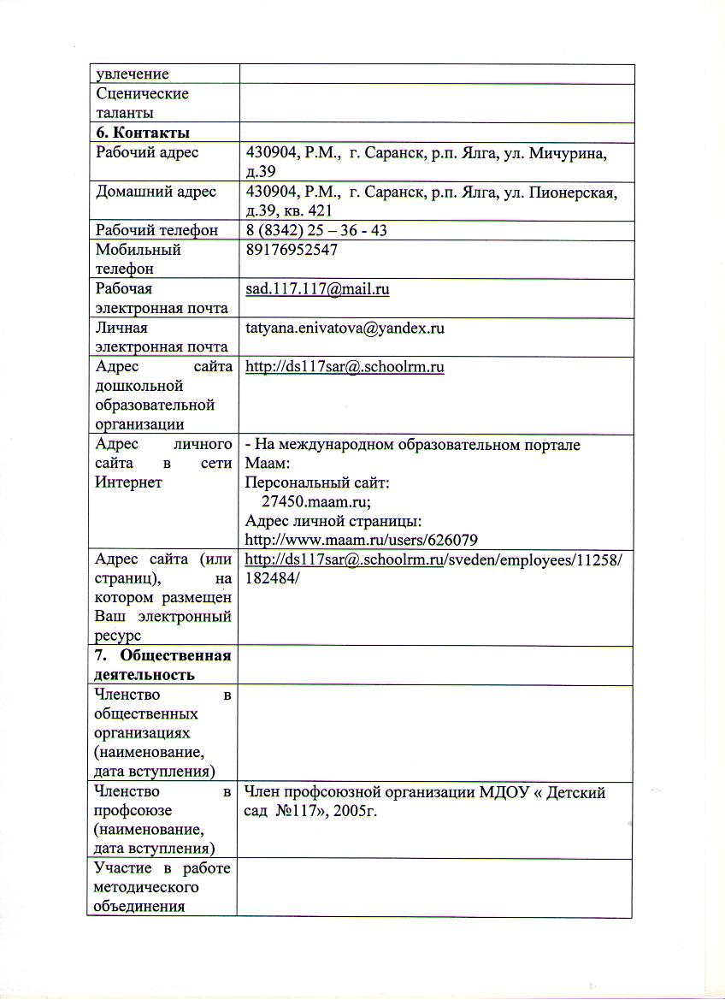 увлечение
Сценические
таланты
6. Контакты
Рабочий адрес
430904, Р.М., г. Саранск, р.п. Ялга, ул. Мичурина,
д.39
Домашний адрес
430904, Р.М., г. Саранск, р.п. Ялга, ул. Пионерская,
д.39, кв. 421
Рабочий телефон
8 (8342) 25 – 36 - 43
Мобильный
телефон
89176952547
Рабочая
электронная почта
sad.117.117@mail.ru
Личная
электронная почта
tatyana.enivatova@yandex.ru
Адрес сайта
дошкольной
образовательной
организации
http://ds117sar@.schoolrm.ru
Адрес личного
сайта в сети
Интернет
- На международном образовательном портале
Маам:
Персональный сайт:
27450.maam.ru;
Адрес личной страницы:
http://www.maam.ru/users/626079
Адрес сайта (или
страниц), на
котором размещен
Ваш электронный
ресурс
http://ds117sar@.schoolrm.ru/sveden/employees/11258/
182484/
7. Общественная
деятельность
Членство в
общественных
организациях
(наименование,
дата вступления)
Членство в
профсоюзе
(наименование,
дата вступления)
Член профсоюзной организации МДОУ « Детский
сад №117», 2005г.
Участие в работе
методического
объединения